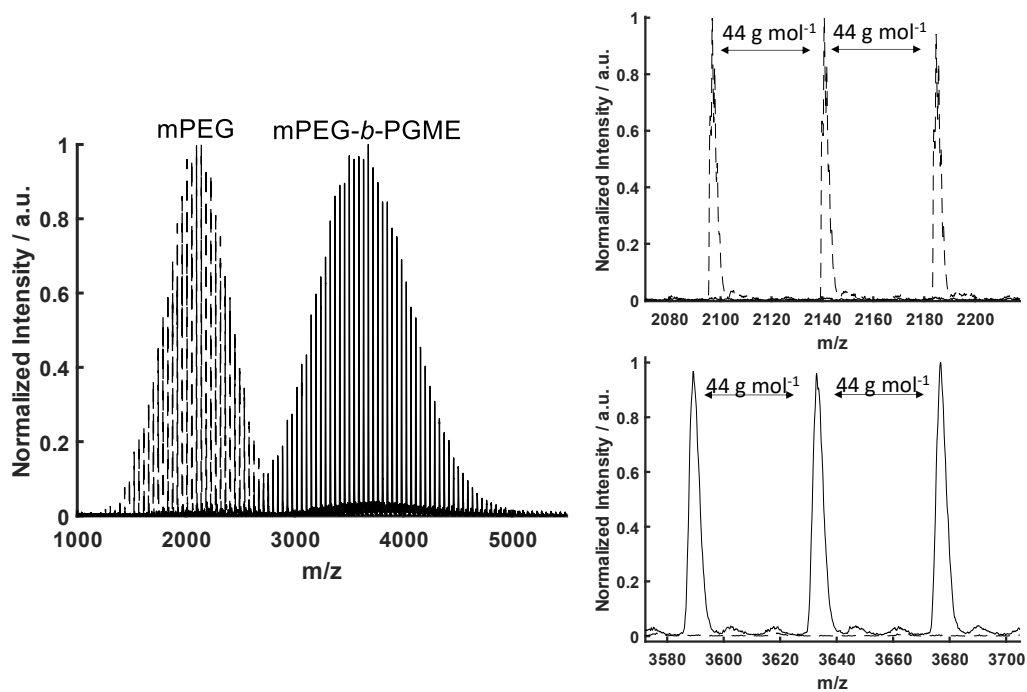 mPEG mPEG-b-PGME
Normalized Intensity / a.u.
1
0.8
0.6
0.4
0.2
0
1000 2000 3000 4000 5000
m/z
44 g mol-1 44 g mol-1
Normalized Intensity / a.u.
1
0.8
0.6
0.4
0.2
0
2080 2100 2120 2140 2160 2180 2200
m/z
44 g mol-1 44 g mol-1
Normalized Intensity / a.u.
1
0.8
0.6
0.4
0.2
0
3580 3600 3620 3640 3660 3680 3700
m/z